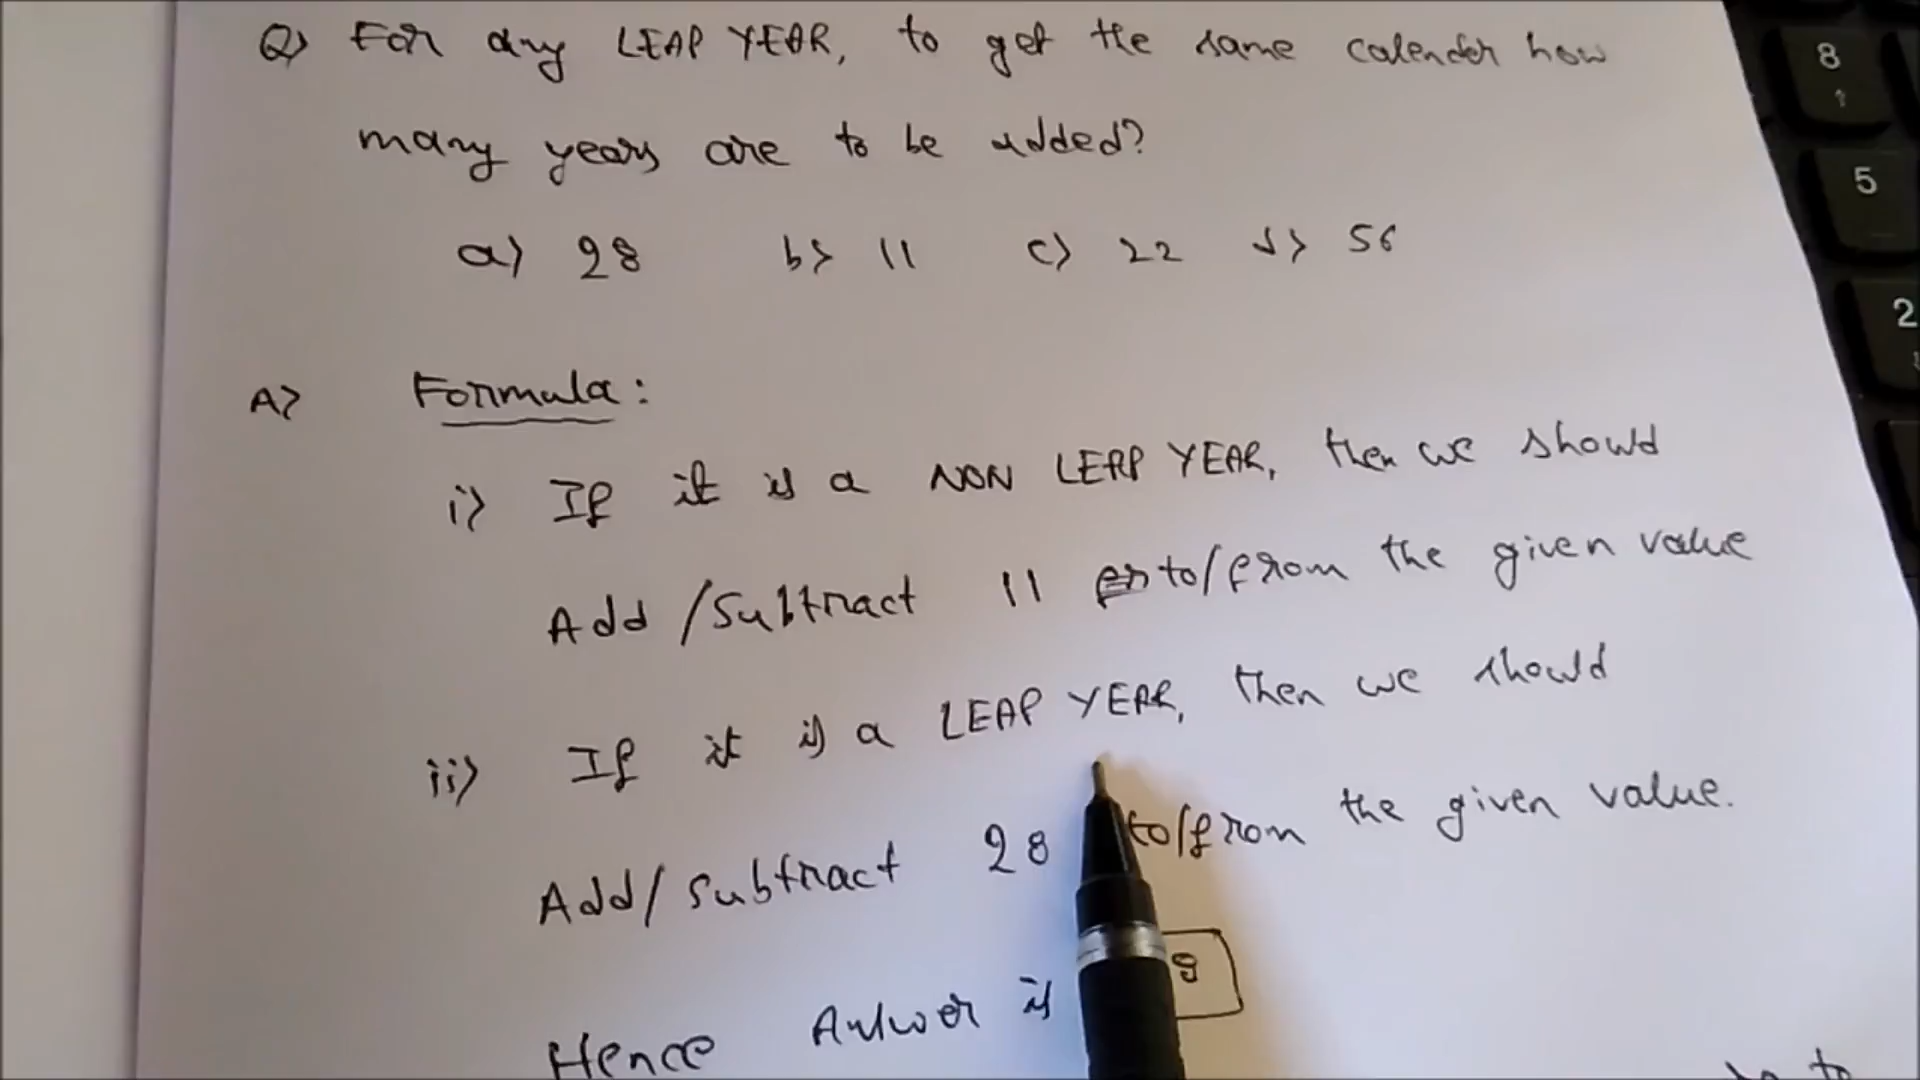 Q) For any LEAP YEAR, to get the same calender how
many years are to be added?
a) 28 b) 11 c) 22 d) 56
A) Formula:
i) If it is a NON LEAP YEAR, then we should
Add/Subtract 11 to/from the given value
ii) If it is a LEAP YEAR, then we should
Add/Subtract 28 to/from the given value.
Hence Answer is
8
5
2